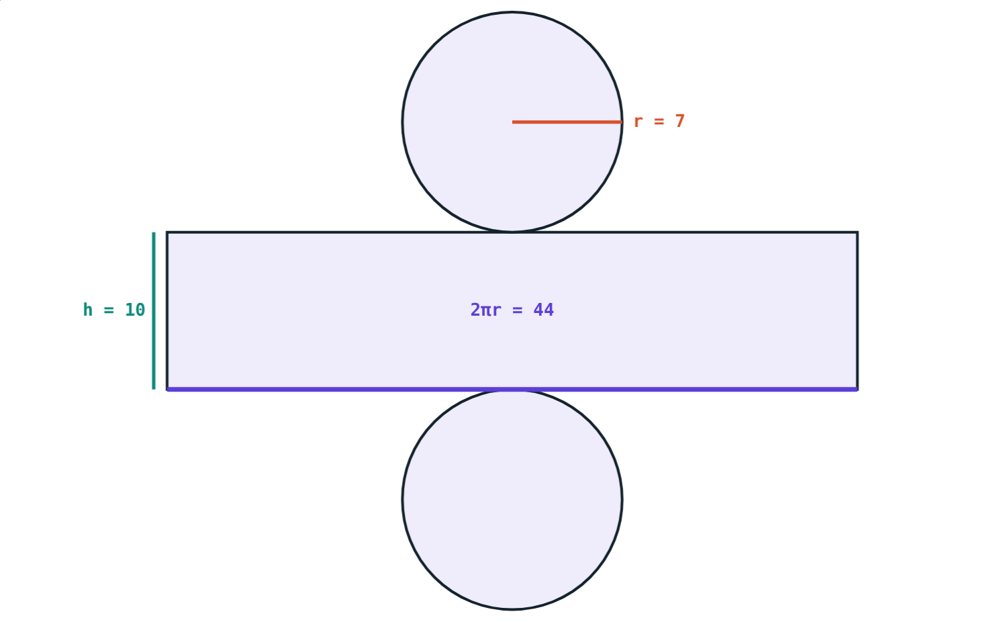 r = 7
h = 10
2πr = 44